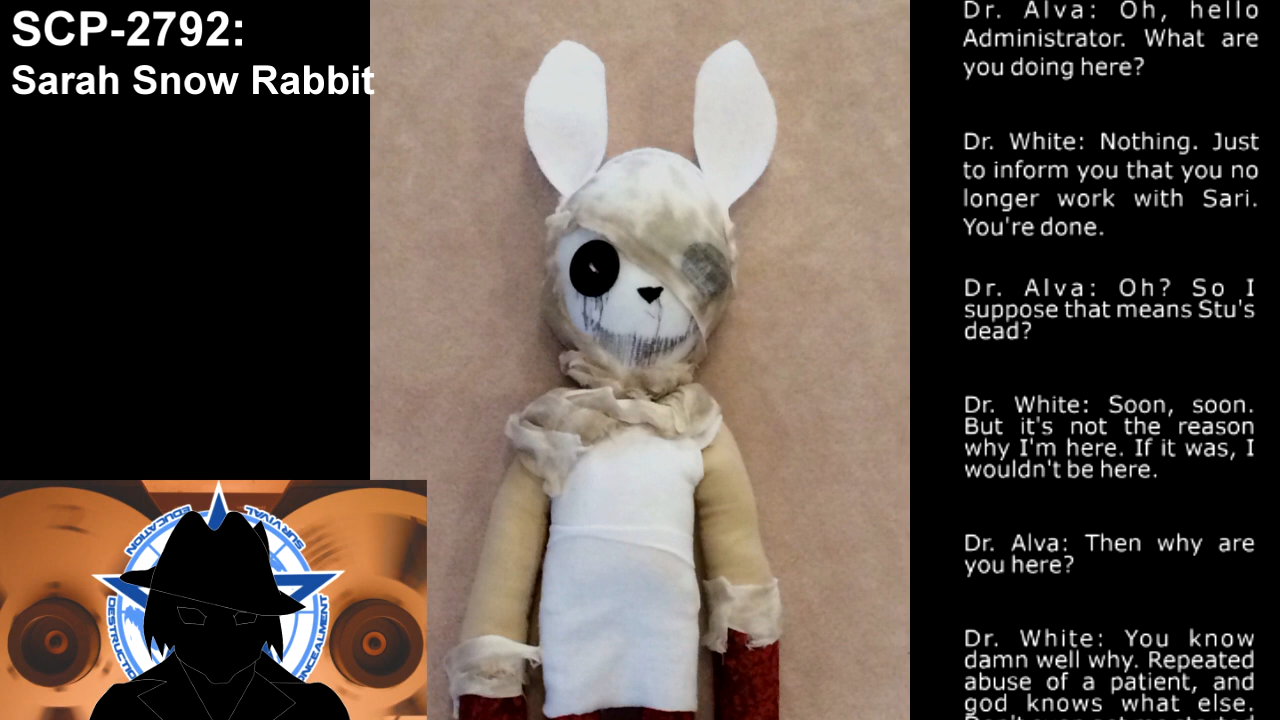 SCP-2792:
Sarah Snow Rabbit
Dr. Alva: Oh, hello
Administrator. What are
you doing here?
Dr. White: Nothing. Just
to inform you that you no
longer work with Sari.
You're done.
Dr. Alva: Oh? So I
suppose that means Stu's
dead?
Dr. White: Soon, soon.
But it's not the reason
why I'm here. If it was, I
wouldn't be here.
Dr. Alva: Then why are
you here?
Dr. White: You know
damn well why. Repeated
abuse of a patient, and
god knows what else.
EDUCATION
SURVIVAL